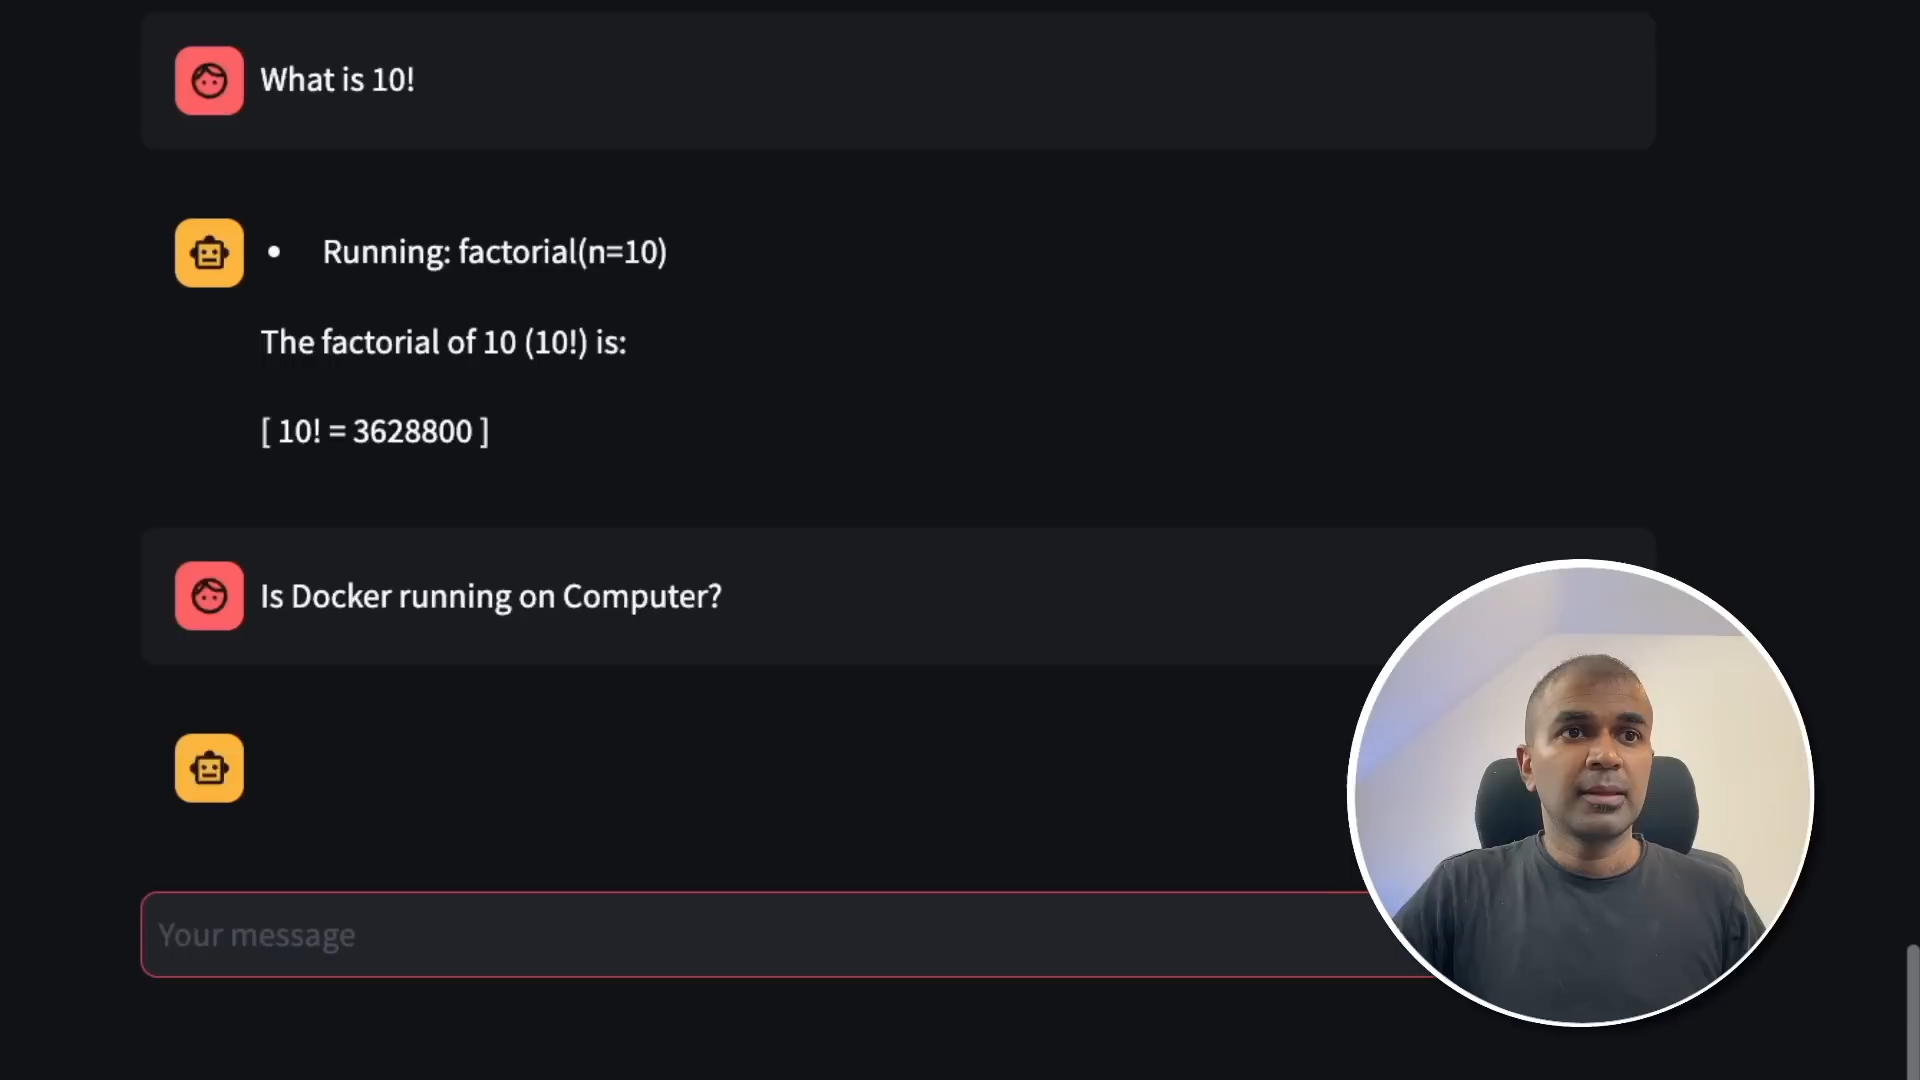 What is 10!
• Running: factorial(n=10)
The factorial of 10 (10!) is:
[ 10! = 3628800 ]
Is Docker running on Computer?
Your message